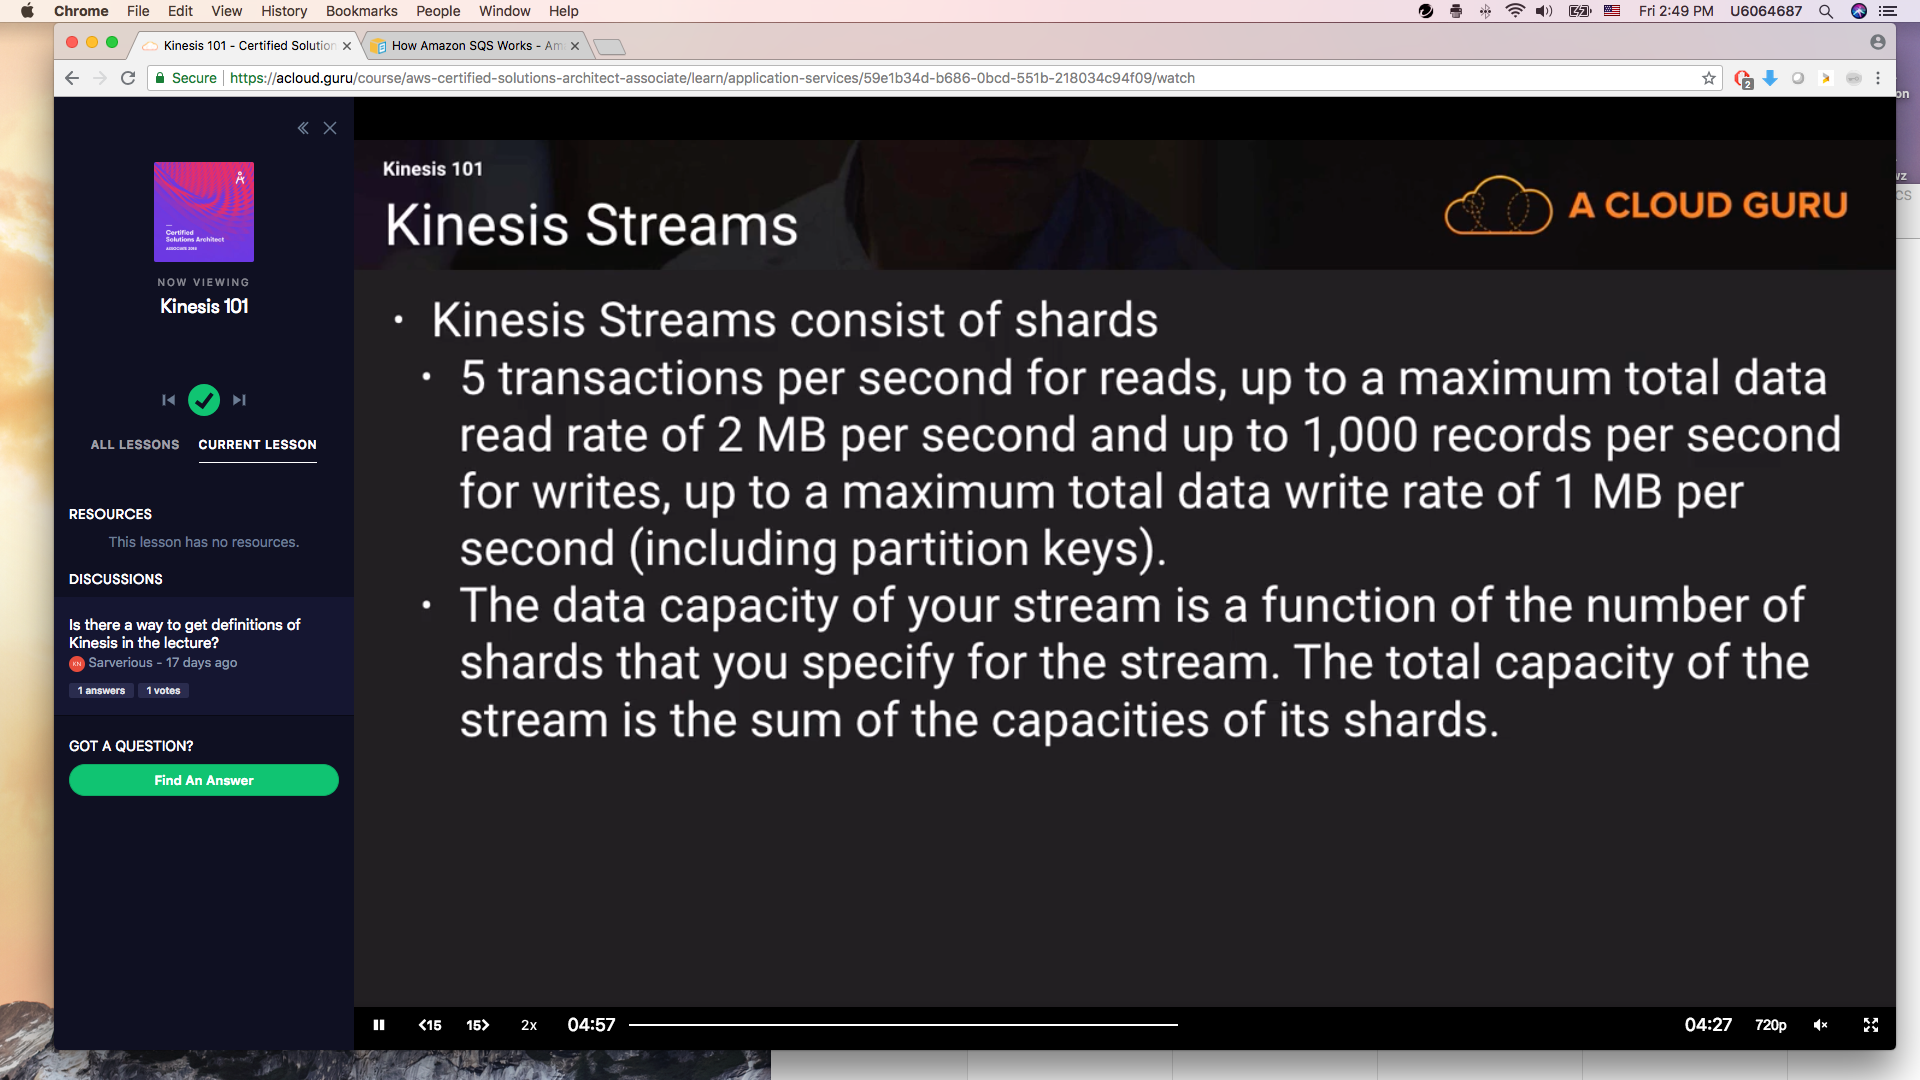 Chrome File Edit View History Bookmarks People Window Help
Fri 2:49 PM U6064687
Kinesis 101 - Certified Solution
How Amazon SQS Works - Am
Secure https://acloud.guru/course/aws-certified-solutions-architect-associate/learn/application-services/59e1b34d-b686-0bcd-551b-218034c94f09/watch
2
on
wz
CS
Certified
Solutions Architect
ASSOCIATE 2018
NOW VIEWING
Kinesis 101
ALL LESSONS CURRENT LESSON
RESOURCES
This lesson has no resources.
DISCUSSIONS
Is there a way to get definitions of
Kinesis in the lecture?
KN Sarverious - 17 days ago
1 answers 1 votes
GOT A QUESTION?
Find An Answer
Kinesis 101
Kinesis Streams
A CLOUD GURU
• Kinesis Streams consist of shards
• 5 transactions per second for reads, up to a maximum total data
read rate of 2 MB per second and up to 1,000 records per second
for writes, up to a maximum total data write rate of 1 MB per
second (including partition keys).
• The data capacity of your stream is a function of the number of
shards that you specify for the stream. The total capacity of the
stream is the sum of the capacities of its shards.
<15 15> 2x 04:57 04:27 720p